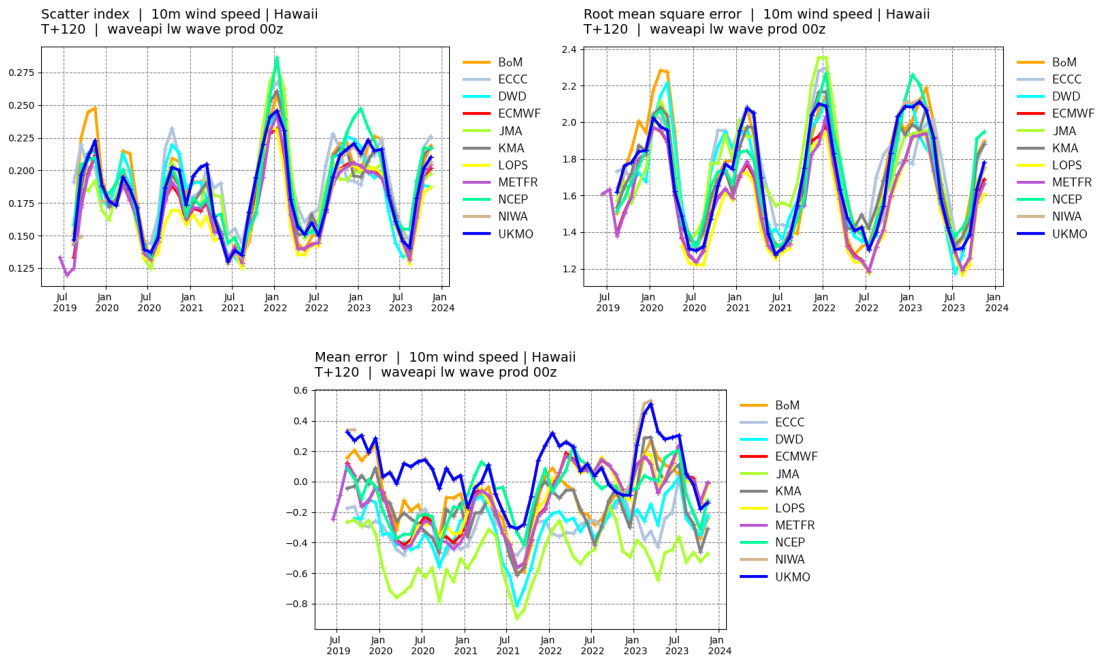 Scatter index | 10m wind speed | Hawaii
T+120 | waveapi lw wave prod 00z
0.275
0.250
0.225
0.200
0.175
0.150
0.125
Jul 2019
Jan 2020
Jul 2020
Jan 2021
Jul 2021
Jan 2022
Jul 2022
Jan 2023
Jul 2023
Jan 2024
BoM
ECCC
DWD
ECMWF
JMA
KMA
LOPS
METFR
NCEP
NIWA
UKMO
Root mean square error | 10m wind speed | Hawaii
T+120 | waveapi lw wave prod 00z
2.4
2.2
2.0
1.8
1.6
1.4
1.2
Jul 2019
Jan 2020
Jul 2020
Jan 2021
Jul 2021
Jan 2022
Jul 2022
Jan 2023
Jul 2023
Jan 2024
BoM
ECCC
DWD
ECMWF
JMA
KMA
LOPS
METFR
NCEP
NIWA
UKMO
Mean error | 10m wind speed | Hawaii
T+120 | waveapi lw wave prod 00z
0.6
0.4
0.2
0.0
−0.2
−0.4
−0.6
−0.8
Jul 2019
Jan 2020
Jul 2020
Jan 2021
Jul 2021
Jan 2022
Jul 2022
Jan 2023
Jul 2023
Jan 2024
BoM
ECCC
DWD
ECMWF
JMA
KMA
LOPS
METFR
NCEP
NIWA
UKMO